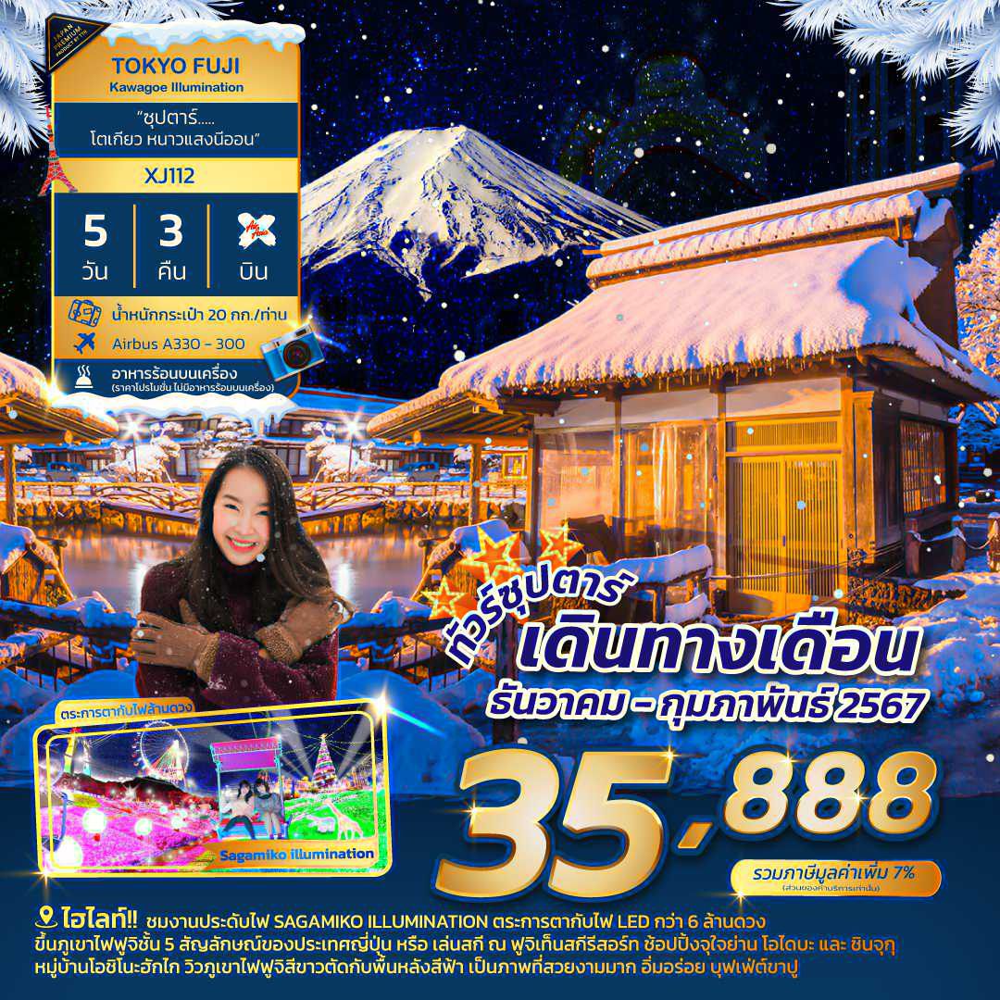 JAPAN
PREMIUM
PRODUCT BY TTN
TOKYO FUJI
Kawagoe Illumination
“ซุปตาร์.....
โตเกียว หนาวแสงนีออน”
XJ112
5 3 Air Asia X
วัน คืน บิน
น้ำหนักกระเป๋า 20 กก./ท่าน
Airbus A330 - 300
อาหารร้อนบนเครื่อง
(ราคาโปรโมชั่น ไม่มีอาหารร้อนบนเครื่อง)
ทัวร์ซุปตาร์
เดินทางเดือน
ธันวาคม - กุมภาพันธ์ 2567
ตระการตากับไฟล้านดวง
Sagamiko illumination
35,888
รวมภาษีมูลค่าเพิ่ม 7%
(ส่วนของค่าบริการเท่านั้น)
ไฮไลท์!! ชมงานประดับไฟ SAGAMIKO ILLUMINATION ตระการตากับไฟ LED กว่า 6 ล้านดวง
ขึ้นภูเขาไฟฟูจิชั้น 5 สัญลักษณ์ของประเทศญี่ปุ่น หรือ เล่นสกี ณ ฟูจิเท็นสกีรีสอร์ท ช้อปปิ้งจุใจย่าน โอไดบะ และ ชินจุกุ
หมู่บ้านโอชิโนะฮักไก วิวภูเขาไฟฟูจิสีขาวตัดกับพื้นหลังสีฟ้า เป็นภาพที่สวยงามมาก อิ่มอร่อย บุฟเฟ่ต์ขาปู